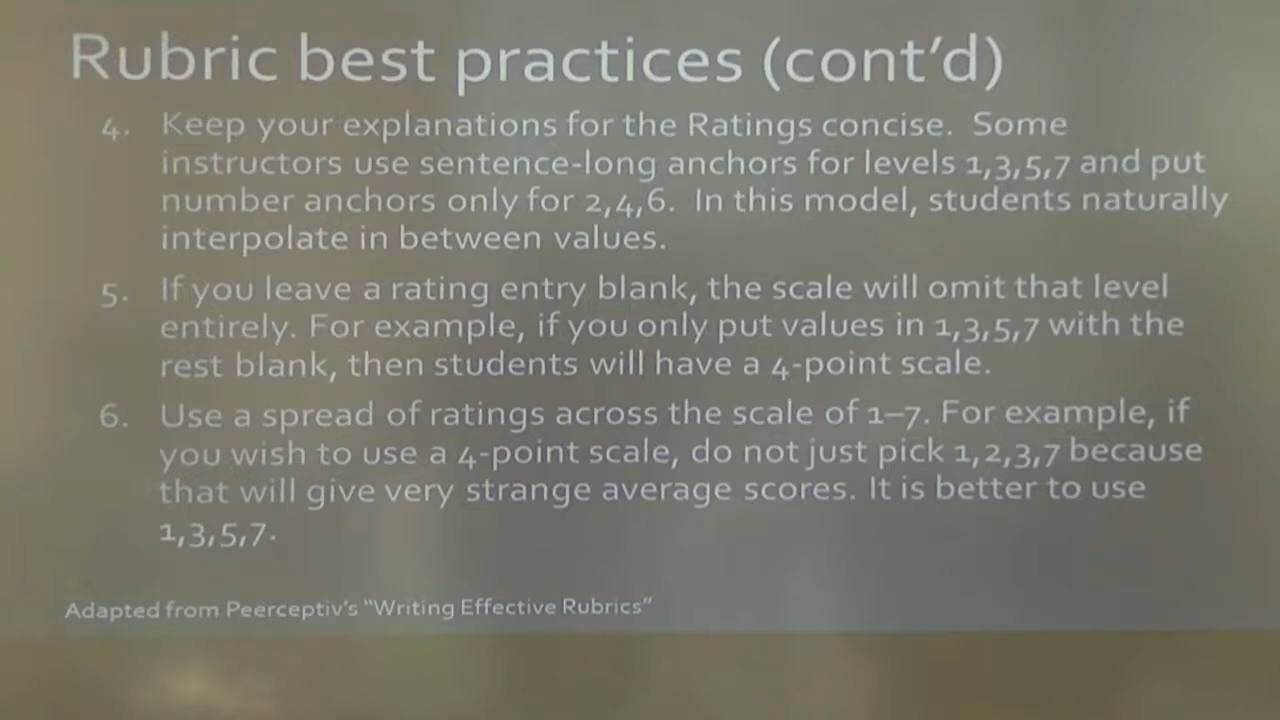 Rubric best practices (cont'd)
4. Keep your explanations for the Ratings concise. Some
instructors use sentence-long anchors for levels 1,3,5,7 and put
number anchors only for 2,4,6. In this model, students naturally
interpolate in between values.
5. If you leave a rating entry blank, the scale will omit that level
entirely. For example, if you only put values in 1,3,5,7 with the
rest blank, then students will have a 4-point scale.
6. Use a spread of ratings across the scale of 1–7. For example, if
you wish to use a 4-point scale, do not just pick 1,2,3,7 because
that will give very strange average scores. It is better to use
1,3,5,7.
Adapted from Peerceptiv's "Writing Effective Rubrics"